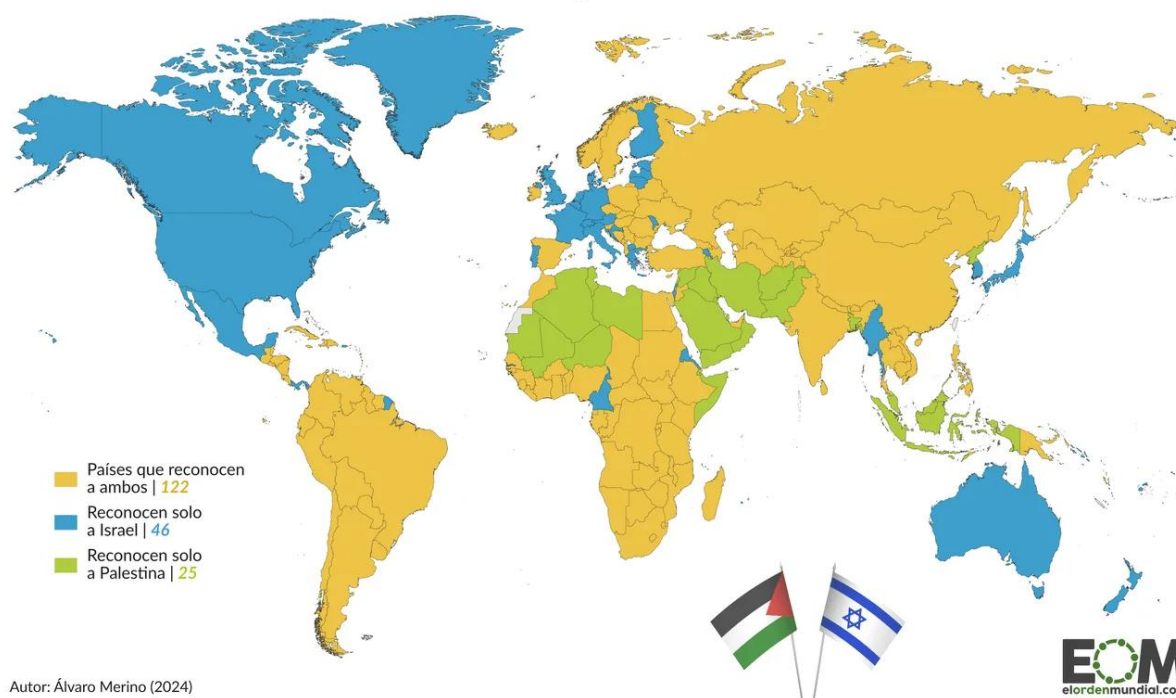 Países que reconocen
a ambos | 122
Reconocen solo
a Israel | 46
Reconocen solo
a Palestina | 25
Autor: Álvaro Merino (2024)
EOM
elordenmundial.co